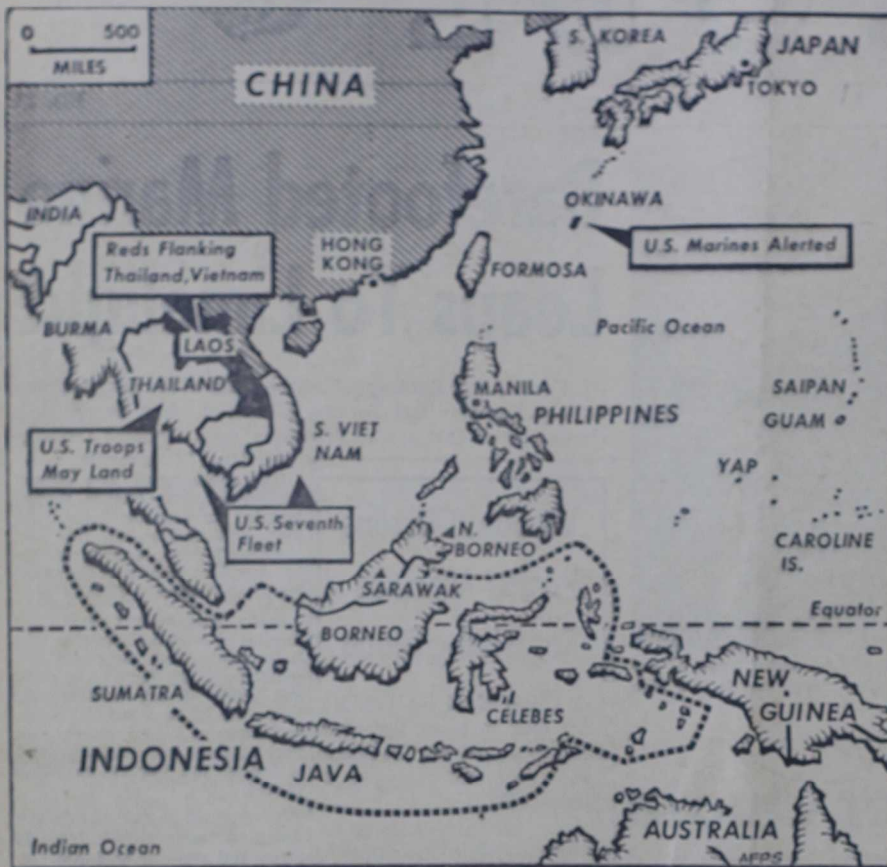 0 500
MILES
CHINA
S. KOREA
JAPAN
TOKYO
INDIA
OKINAWA
Reds Flanking
Thailand, Vietnam
HONG
KONG
U.S. Marines Alerted
FORMOSA
BURMA
LAOS
Pacific Ocean
THAILAND
MANILA
SAIPAN
PHILIPPINES
GUAM
U.S. Troops
May Land
S. VIET
NAM
YAP
U.S. Seventh
Fleet
N.
BORNEO
CAROLINE
IS.
SARAWAK
Equator
BORNEO
SUMATRA
CELEBES
NEW
GUINEA
INDONESIA
JAVA
AUSTRALIA
Indian Ocean
AFPS